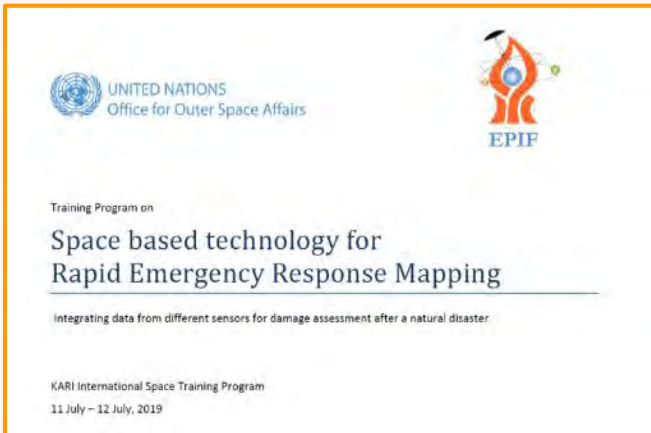 UNITED NATIONS
Office for Outer Space Affairs
EPIF
Training Program on
Space based technology for
Rapid Emergency Response Mapping
Integrating data from different sensors for damage assessment after a natural disaster
KARI International Space Training Program
11 July – 12 July, 2019